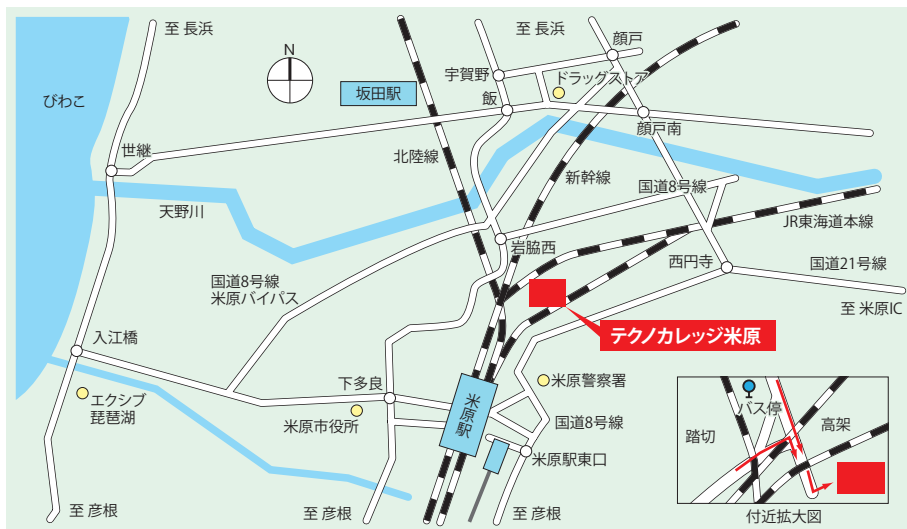 至 長浜
至 長浜
顔戸
N
宇賀野
ドラッグストア
坂田駅
びわこ
飯
顔戸南
世継
北陸線
新幹線
国道8号線
天野川
JR東海道本線
岩脇西
西円寺
国道21号線
国道8号線
米原バイパス
至 米原IC
テクノカレッジ米原
入江橋
下多良
米原警察署
エクシブ
琵琶湖
米原市役所
米原駅
国道8号線
米原駅東口
バス停
踏切
高架
付近拡大図
至 彦根
至 彦根
至 彦根